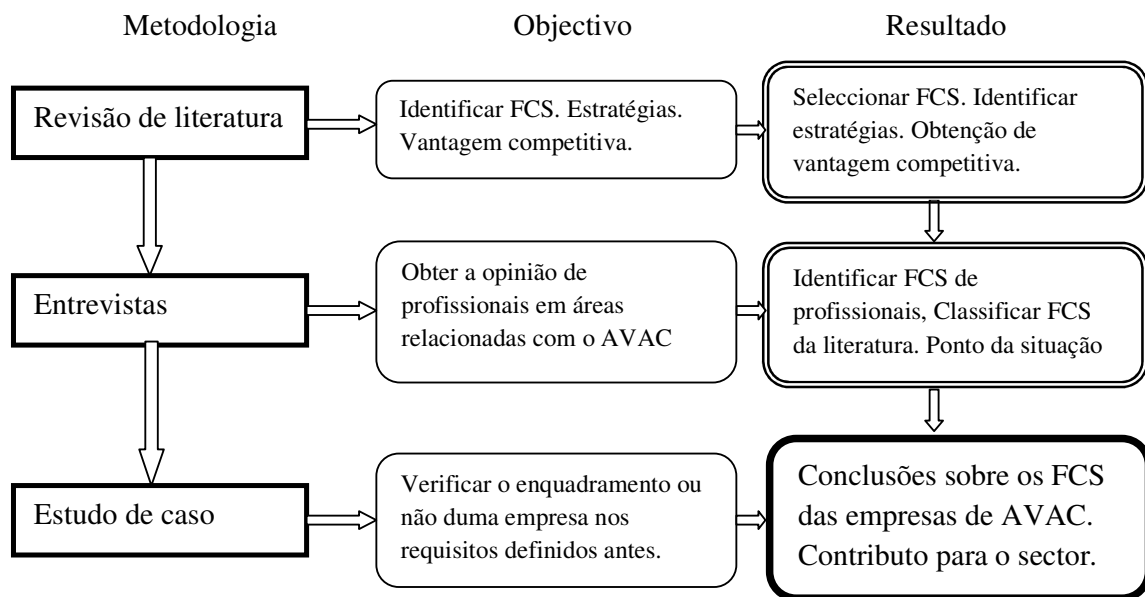 Metodologia
Objectivo
Resultado
Revisão de literatura
Identificar FCS. Estratégias.
Vantagem competitiva.
Seleccionar FCS. Identificar
estratégias. Obtenção de
vantagem competitiva.
Entrevistas
Obter a opinião de
profissionais em áreas
relacionadas com o AVAC
Identificar FCS de
profissionais, Classificar FCS
da literatura. Ponto da situação
Estudo de caso
Verificar o enquadramento ou
não duma empresa nos
requisitos definidos antes.
Conclusões sobre os FCS
das empresas de AVAC.
Contributo para o sector.